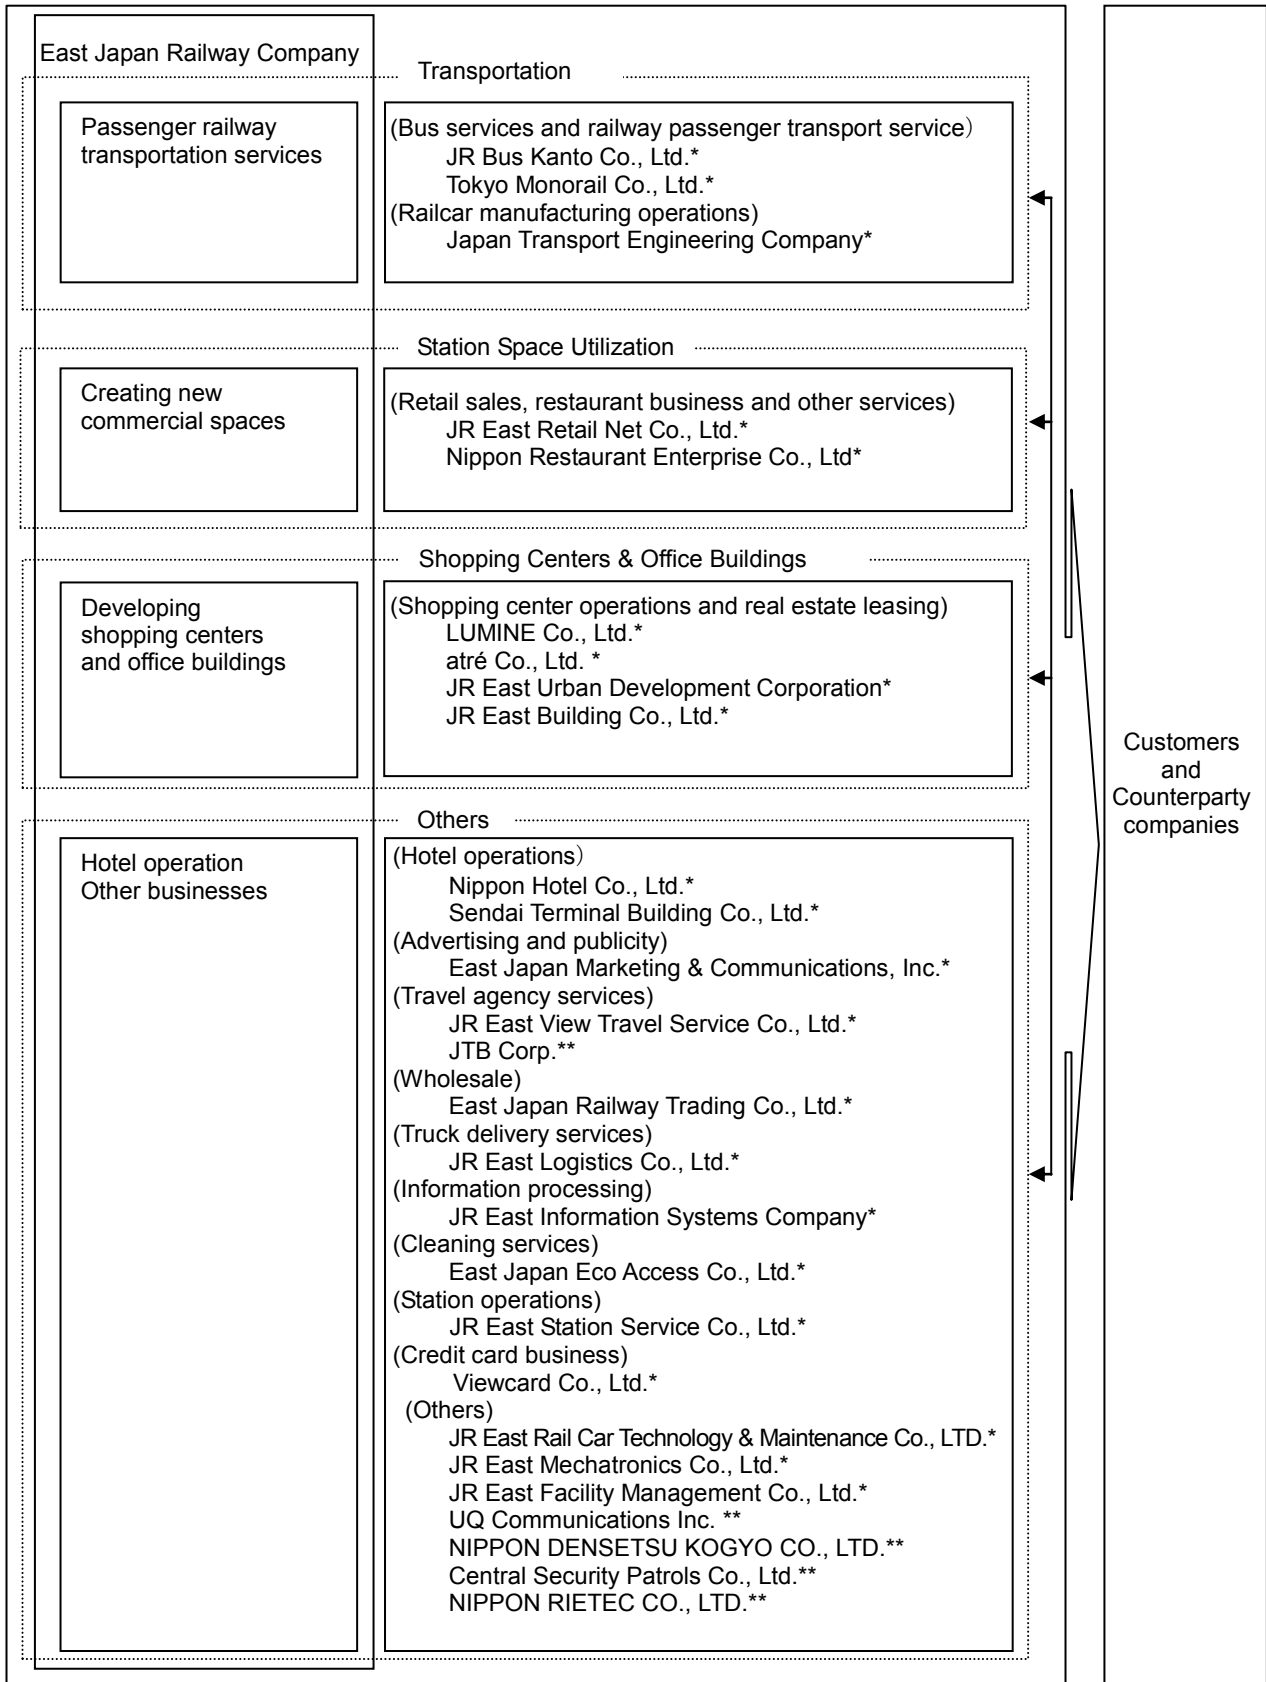 East Japan Railway Company
Transportation
Passenger railway
transportation services
(Bus services and railway passenger transport service）
JR Bus Kanto Co., Ltd.*
Tokyo Monorail Co., Ltd.*
(Railcar manufacturing operations)
Japan Transport Engineering Company*
Station Space Utilization
Creating new
commercial spaces
(Retail sales, restaurant business and other services)
JR East Retail Net Co., Ltd.*
Nippon Restaurant Enterprise Co., Ltd*
Shopping Centers & Office Buildings
Developing
shopping centers
and office buildings
(Shopping center operations and real estate leasing)
LUMINE Co., Ltd.*
atré Co., Ltd. *
JR East Urban Development Corporation*
JR East Building Co., Ltd.*
Others
Hotel operation
Other businesses
(Hotel operations）
Nippon Hotel Co., Ltd.*
Sendai Terminal Building Co., Ltd.*
(Advertising and publicity)
East Japan Marketing & Communications, Inc.*
(Travel agency services)
JR East View Travel Service Co., Ltd.*
JTB Corp.**
(Wholesale)
East Japan Railway Trading Co., Ltd.*
(Truck delivery services)
JR East Logistics Co., Ltd.*
(Information processing)
JR East Information Systems Company*
(Cleaning services)
East Japan Eco Access Co., Ltd.*
(Station operations)
JR East Station Service Co., Ltd.*
(Credit card business)
Viewcard Co., Ltd.*
(Others)
JR East Rail Car Technology & Maintenance Co., LTD.*
JR East Mechatronics Co., Ltd.*
JR East Facility Management Co., Ltd.*
UQ Communications Inc. **
NIPPON DENSETSU KOGYO CO., LTD.**
Central Security Patrols Co., Ltd.**
NIPPON RIETEC CO., LTD.**
Customers
and
Counterparty
companies